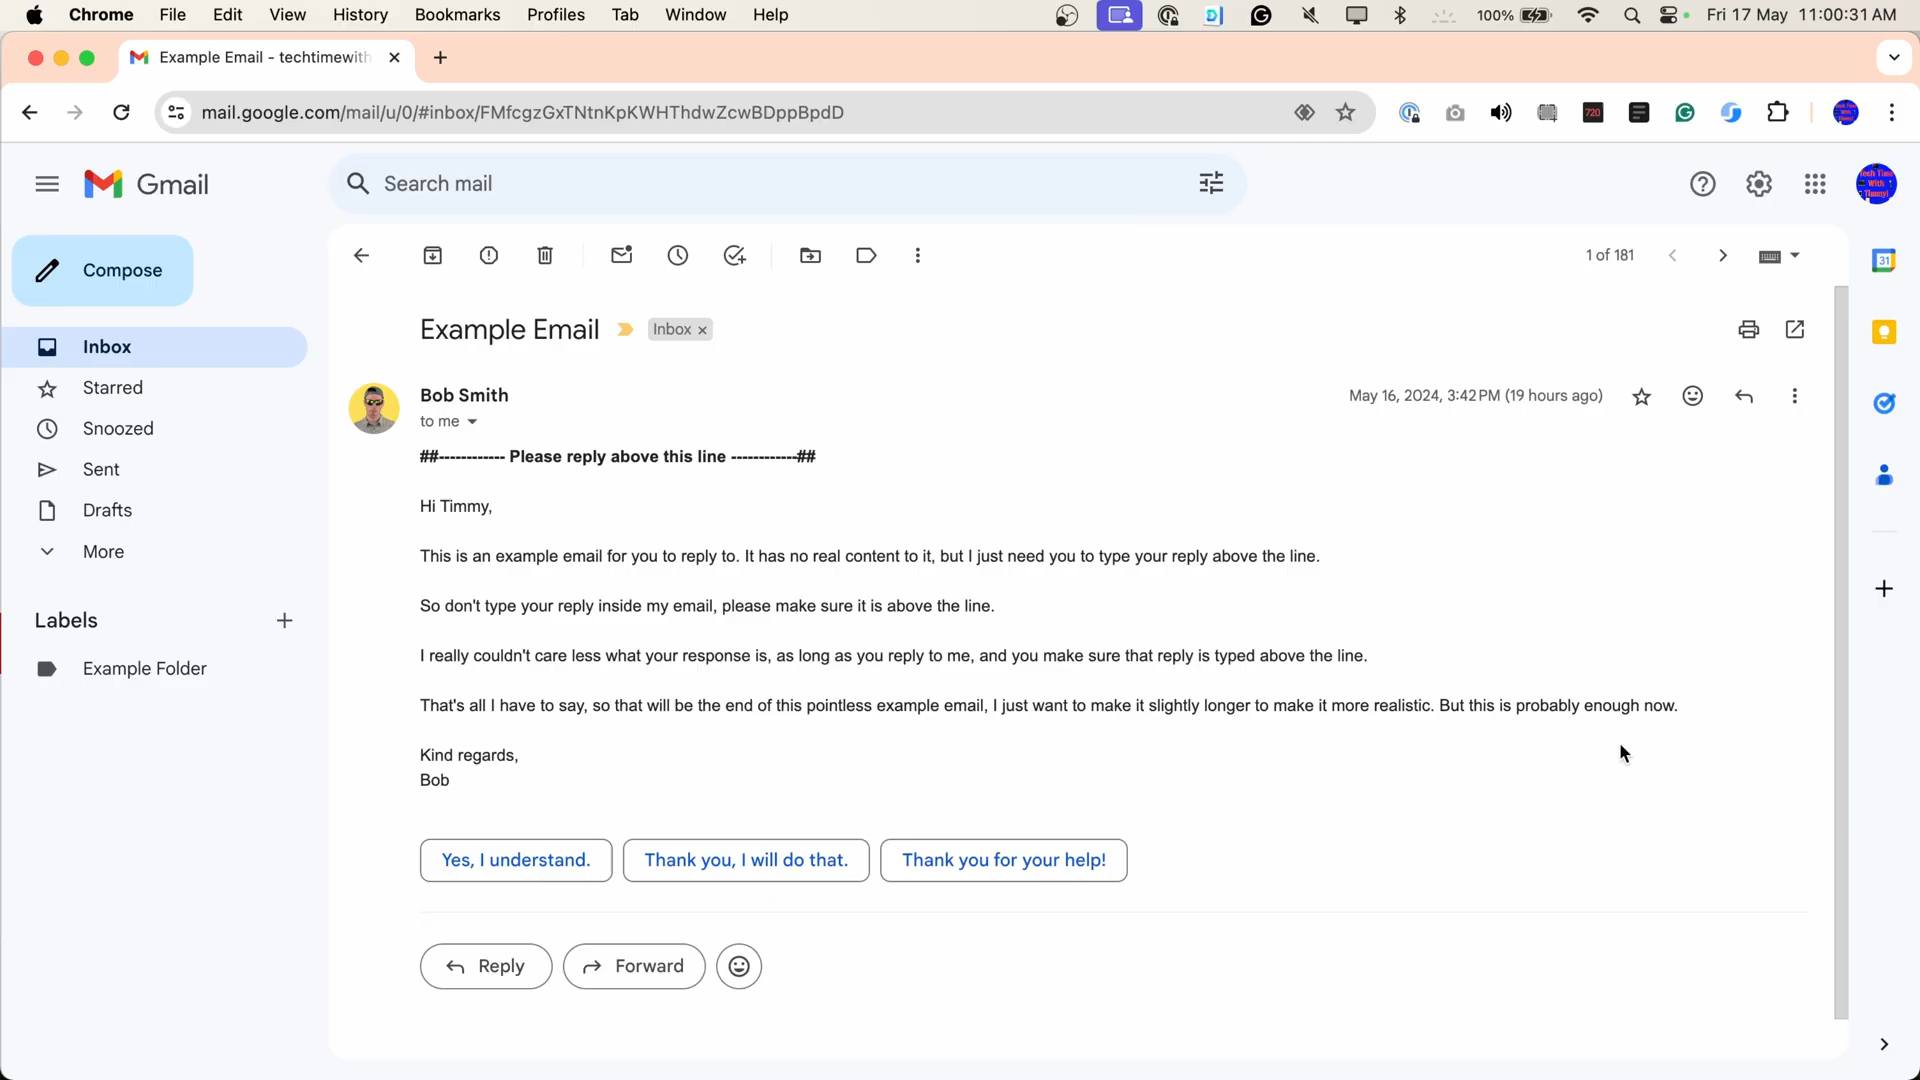 Chrome File Edit View History Bookmarks Profiles Tab Window Help 100% Fri 17 May 11:00:31 AM
Example Email - techtimewith
mail.google.com/mail/u/0/#inbox/FMfcgzGxTNtnKpKWHThdwZcwBDppBpdD
720
Gmail
Search mail
Tech Time
With
Timmy!
Compose
1 of 181
31
Example Email
Inbox
Inbox
Starred
Snoozed
Sent
Drafts
More
Labels
Example Folder
Bob Smith
May 16, 2024, 3:42 PM (19 hours ago)
to me
##------------ Please reply above this line ------------##
Hi Timmy,
This is an example email for you to reply to. It has no real content to it, but I just need you to type your reply above the line.
So don't type your reply inside my email, please make sure it is above the line.
I really couldn't care less what your response is, as long as you reply to me, and you make sure that reply is typed above the line.
That's all I have to say, so that will be the end of this pointless example email, I just want to make it slightly longer to make it more realistic. But this is probably enough now.
Kind regards,
Bob
Yes, I understand.
Thank you, I will do that.
Thank you for your help!
Reply
Forward